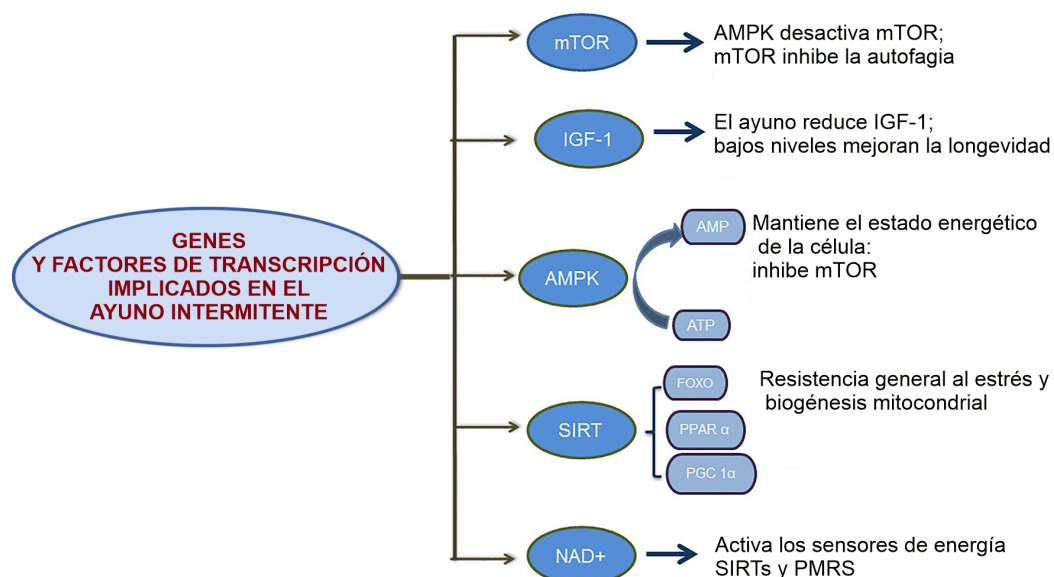 GENES
Y FACTORES DE TRANSCRIPCIÓN
IMPLICADOS EN EL
AYUNO INTERMITENTE
mTOR
AMPK desactiva mTOR;
mTOR inhibe la autofagia
IGF-1
El ayuno reduce IGF-1;
bajos niveles mejoran la longevidad
AMPK
AMP
ATP
Mantiene el estado energético
de la célula:
inhibe mTOR
SIRT
FOXO
PPAR α
PGC 1α
Resistencia general al estrés y
biogénesis mitocondrial
NAD+
Activa los sensores de energía
SIRTs y PMRS